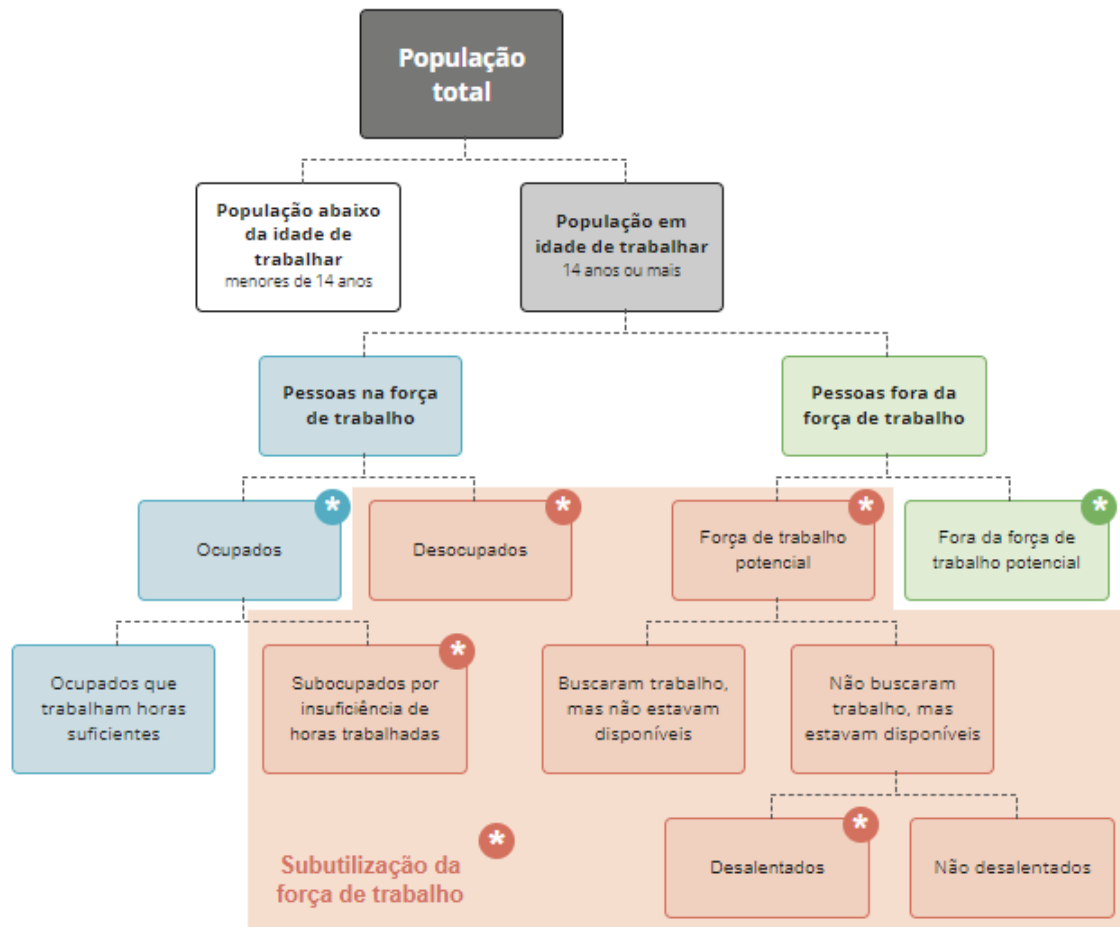 População
total
População abaixo
da idade de
trabalhar
menores de 14 anos
População em
idade de trabalhar
14 anos ou mais
Pessoas na força
de trabalho
Pessoas fora da
força de trabalho
*
Ocupados
*
Desocupados
*
Força de trabalho
potencial
*
Fora da força de
trabalho potencial
Ocupados que
trabalham horas
suficientes
*
Subocupados por
insuficiência de
horas trabalhadas
Buscaram trabalho,
mas não estavam
disponíveis
Não buscaram
trabalho, mas
estavam disponíveis
*
Subutilização da
força de trabalho
*
Desalentados
Não desalentados